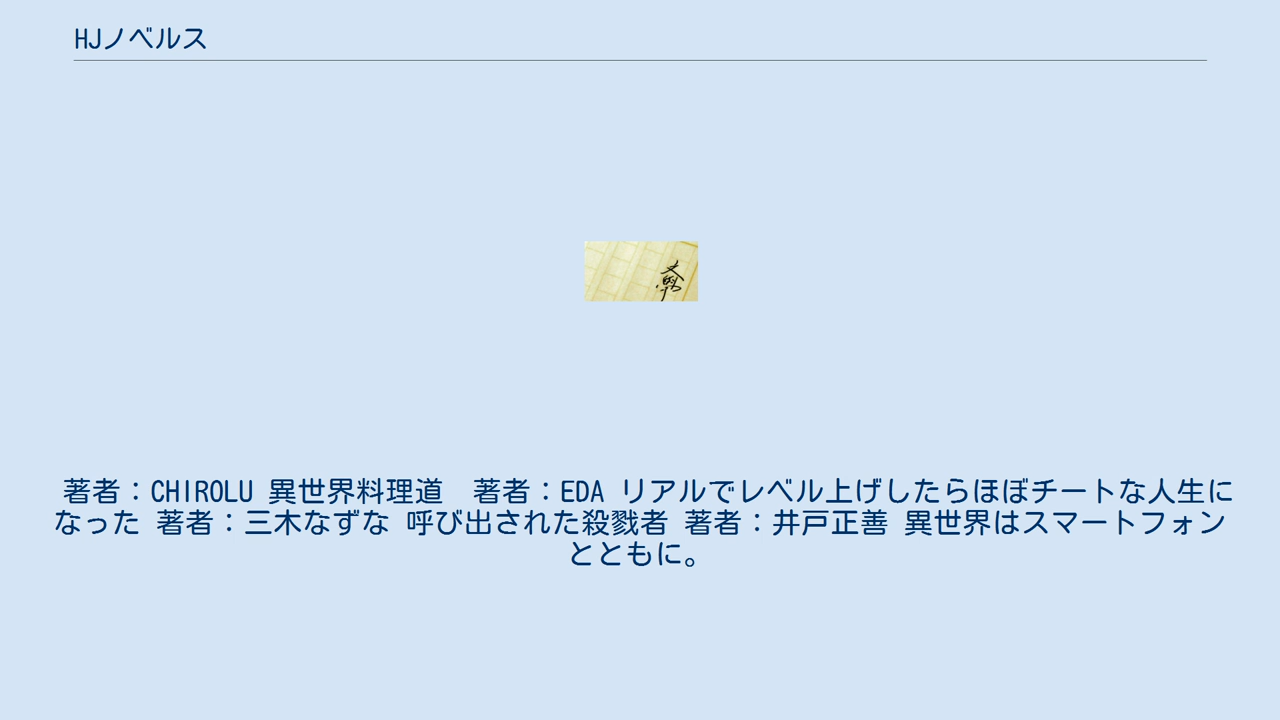 HJノベルス
著者：CHIROLU 異世界料理道　著者：EDA リアルでレベル上げしたらほぼチートな人生に
なった 著者：三木なずな 呼び出された殺戮者 著者：井戸正善 異世界はスマートフォン
とともに。